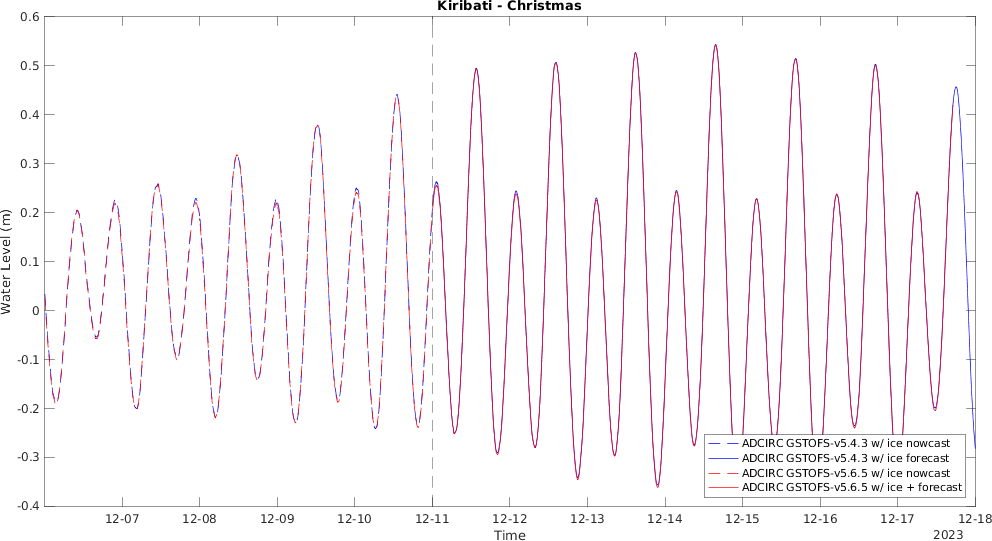 Kiribati - Christmas
0.6
0.5
0.4
0.3
0.2
0.1
0
-0.1
-0.2
-0.3
-0.4
Water Level (m)
ADCIRC GSTOFS-v5.4.3 w/ ice nowcast
ADCIRC GSTOFS-v5.4.3 w/ ice forecast
ADCIRC GSTOFS-v5.6.5 w/ ice nowcast
ADCIRC GSTOFS-v5.6.5 w/ ice + forecast
12-07 12-08 12-09 12-10 12-11 12-12 12-13 12-14 12-15 12-16 12-17 12-18
Time
2023